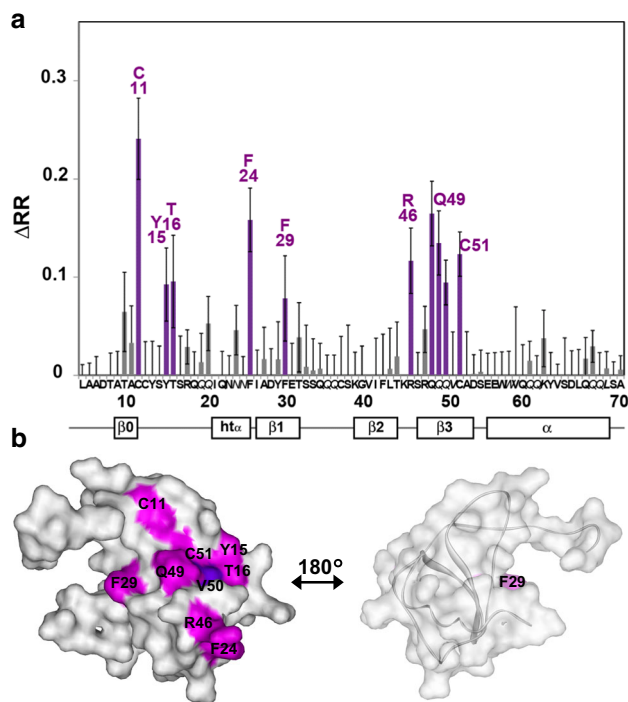 a
0.3
0.2
0.1
0
ΔRR
C
11
Y
15
T
16
F
24
F
29
R
46
Q49
C51
LAADTATACCYSYTSRQQQIQNNVFIADYFETSSQQQCSKGVIFLTKRSRQQQVCADSEEWWQQQKYVSDLQQQLSA
10 20 30 40 50 60 70
β0 htα β1 β2 β3 α
b
C11
C51 Y15
F29 Q49 T16
V50
R46
F24
180°
F29